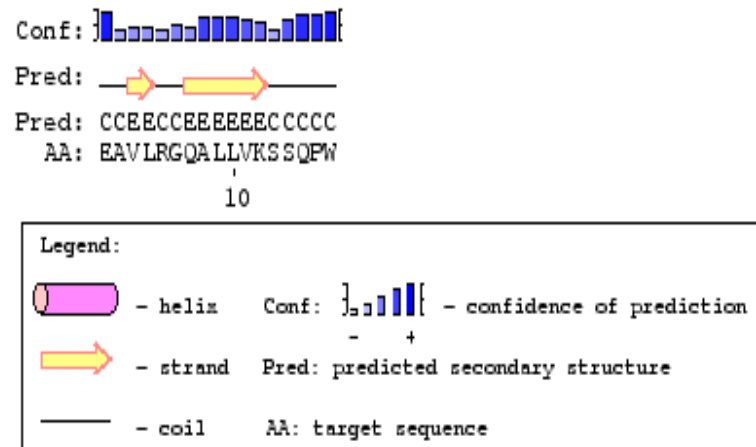 Conf:
Pred:
Pred: CCEECCEEEEEECCCCC
AA: EAVLRGQALLVKSSQPW
10
Legend:
- helix Conf: - confidence of prediction
- +
- strand Pred: predicted secondary structure
- coil AA: target sequence